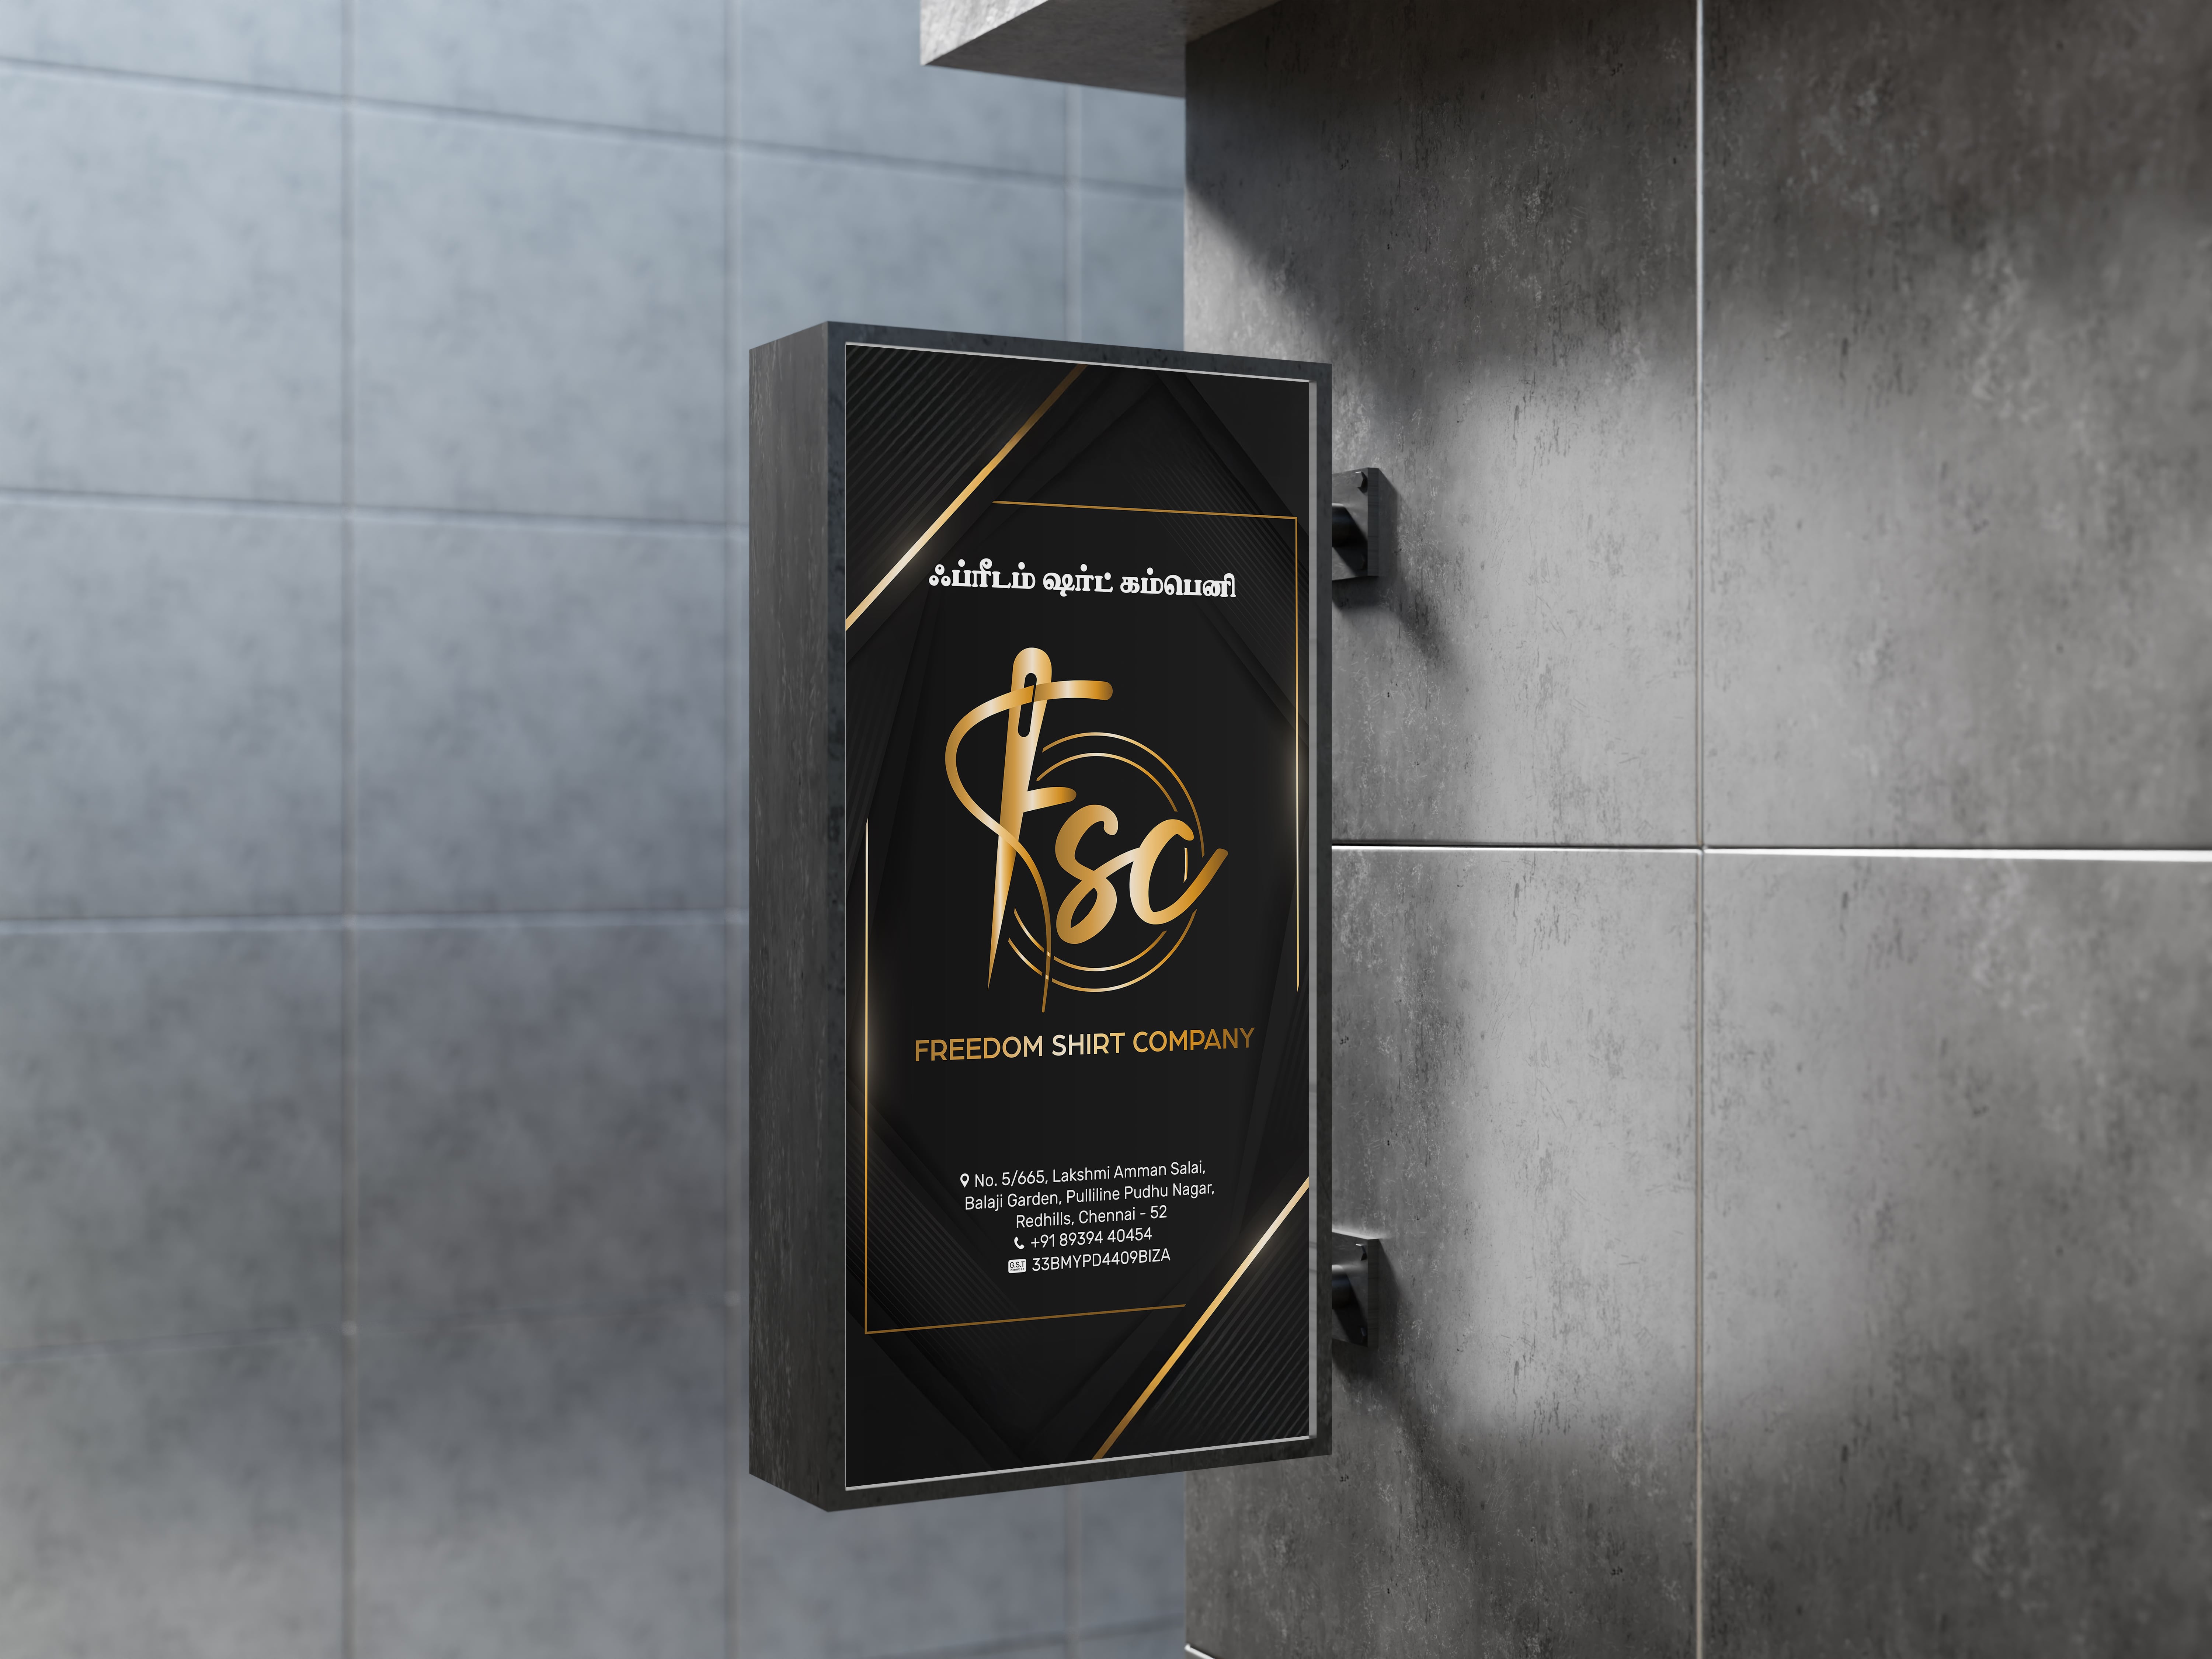 ஃப்ரீடம் ஷர்ட் கம்பெனி
Fsc
FREEDOM SHIRT COMPANY
No. 5/665, Lakshmi Amman Salai,
Balaji Garden, Pulliline Pudhu Nagar,
Redhills, Chennai - 52
+91 89394 40454
G.S.T 33BMYPD4409BIZA